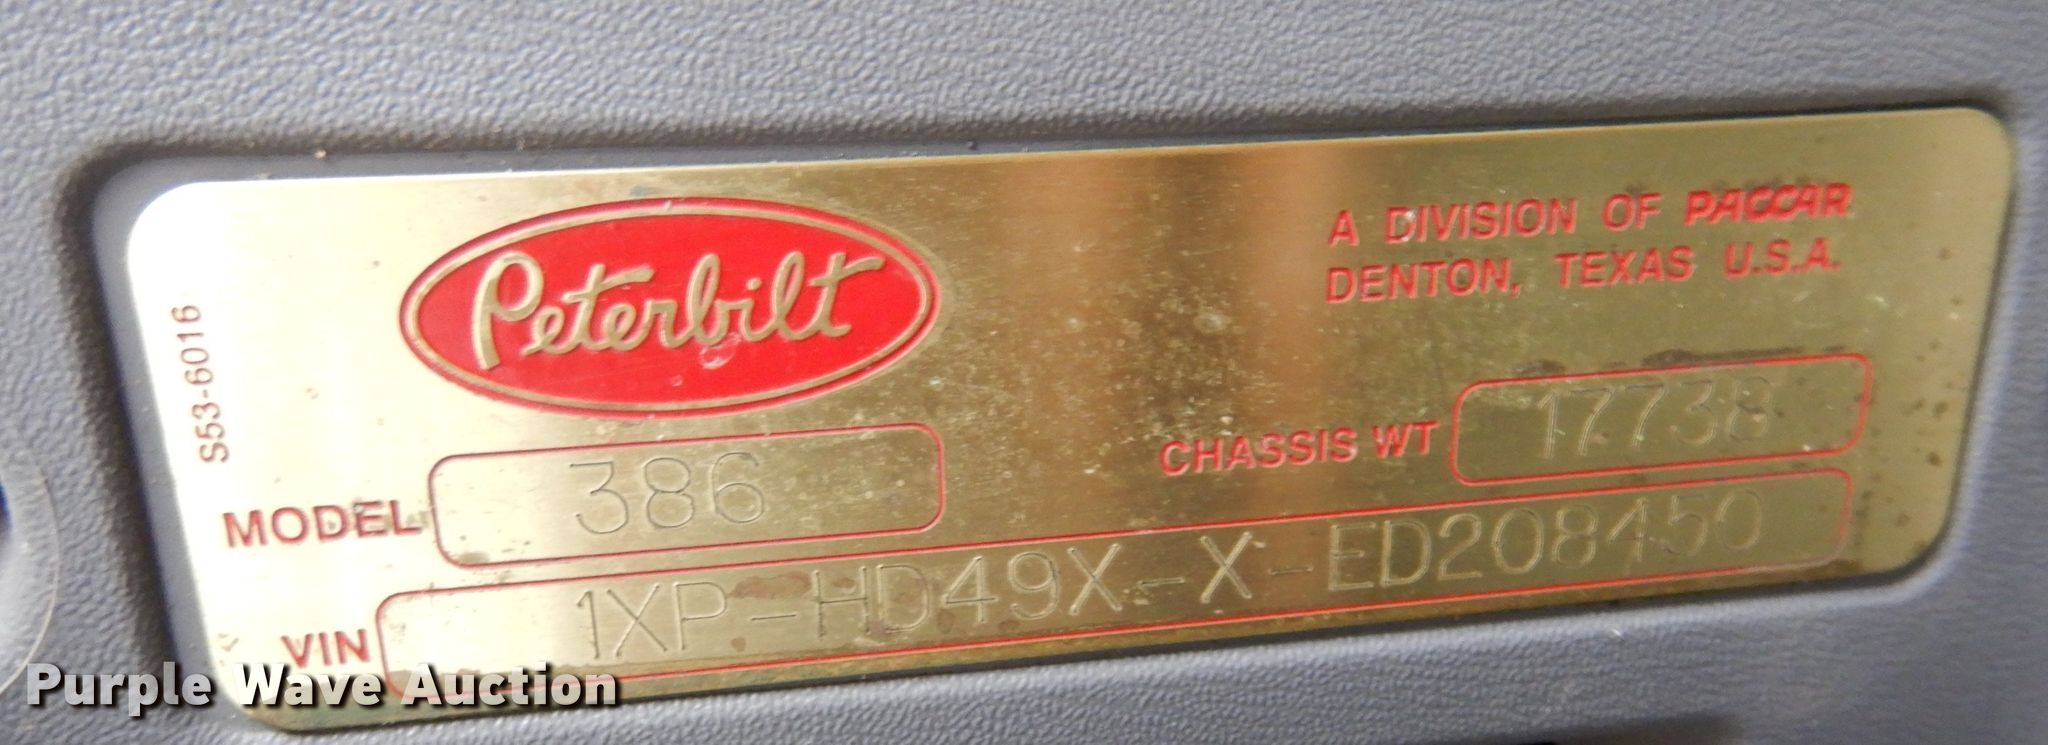 Peterbilt
A DIVISION OF PACCAR
DENTON, TEXAS U.S.A.
S53-6016
MODEL 386
CHASSIS WT 17738
VIN 1XP-HD49X-X-ED208450
Purple Wave Auction